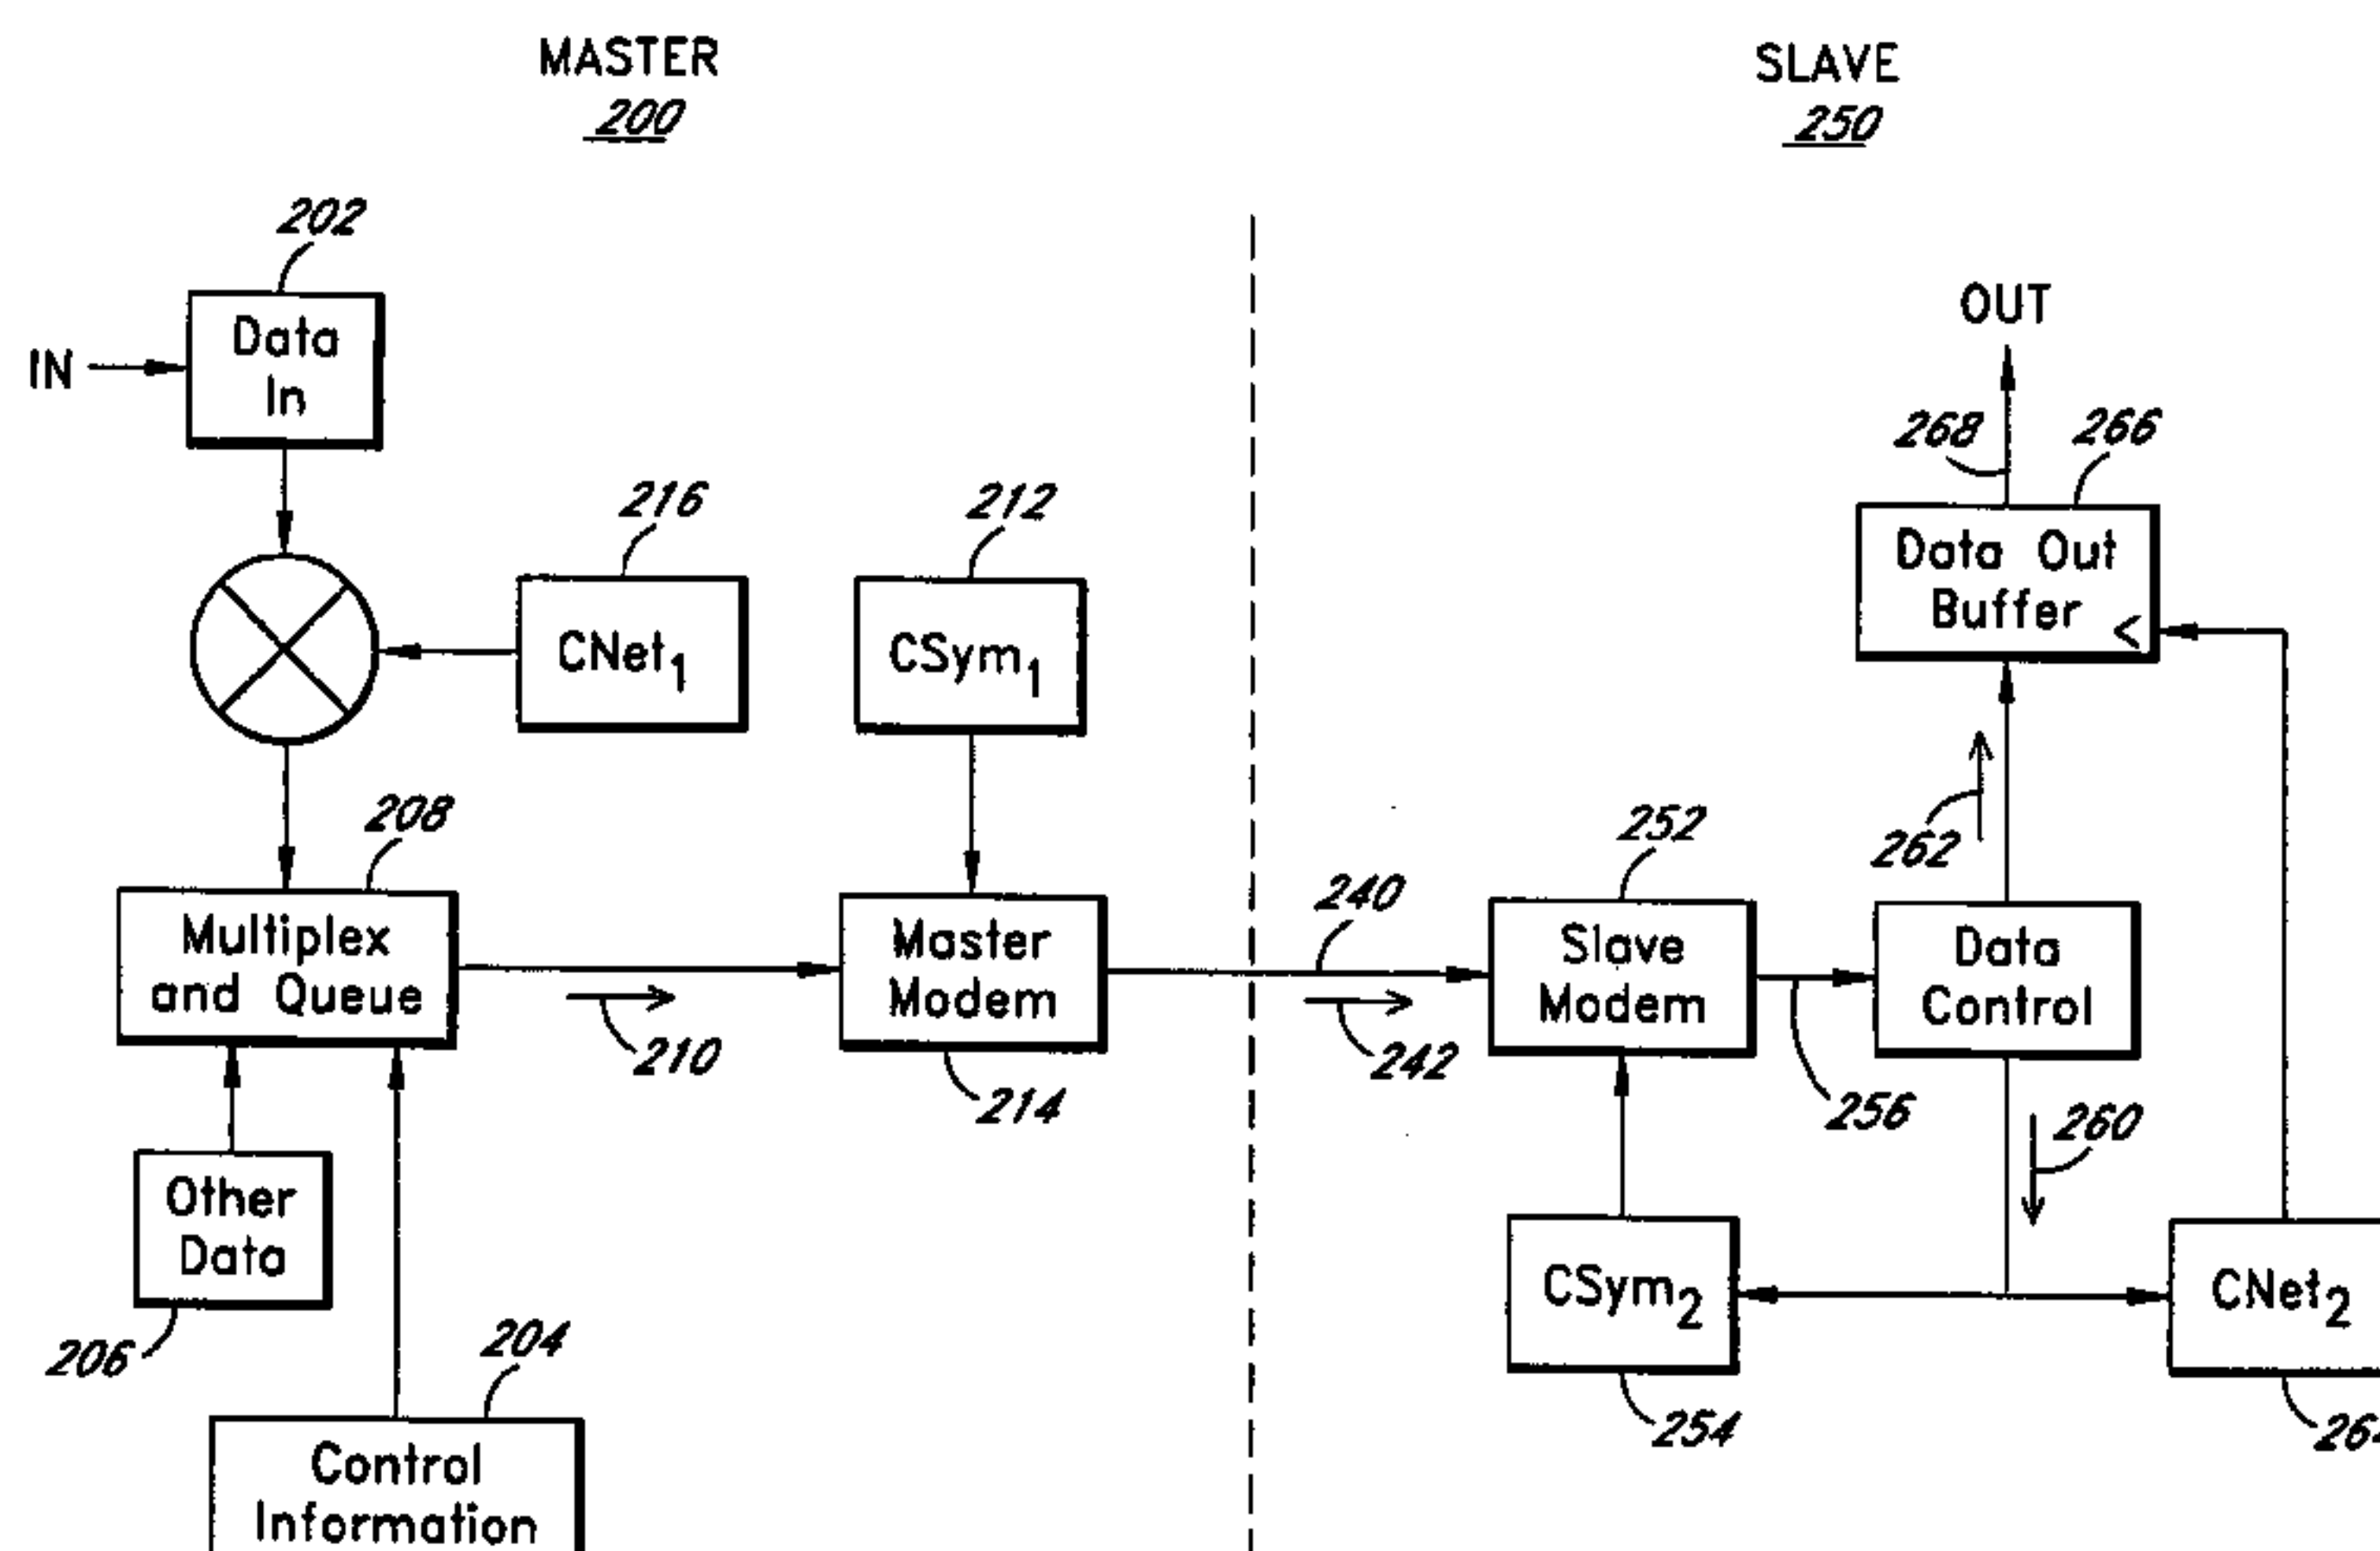 MASTER
200
SLAVE
250
202
Data
In
IN
216
CNet1
212
CSym1
208
Multiplex
and Queue
210
Master
Modem
214
Other
Data
206
204
Control
Information
240
242
OUT
268
266
Data Out
Buffer <
262
252
Slave
Modem
256
Data
Control
260
CSym2
254
CNet2